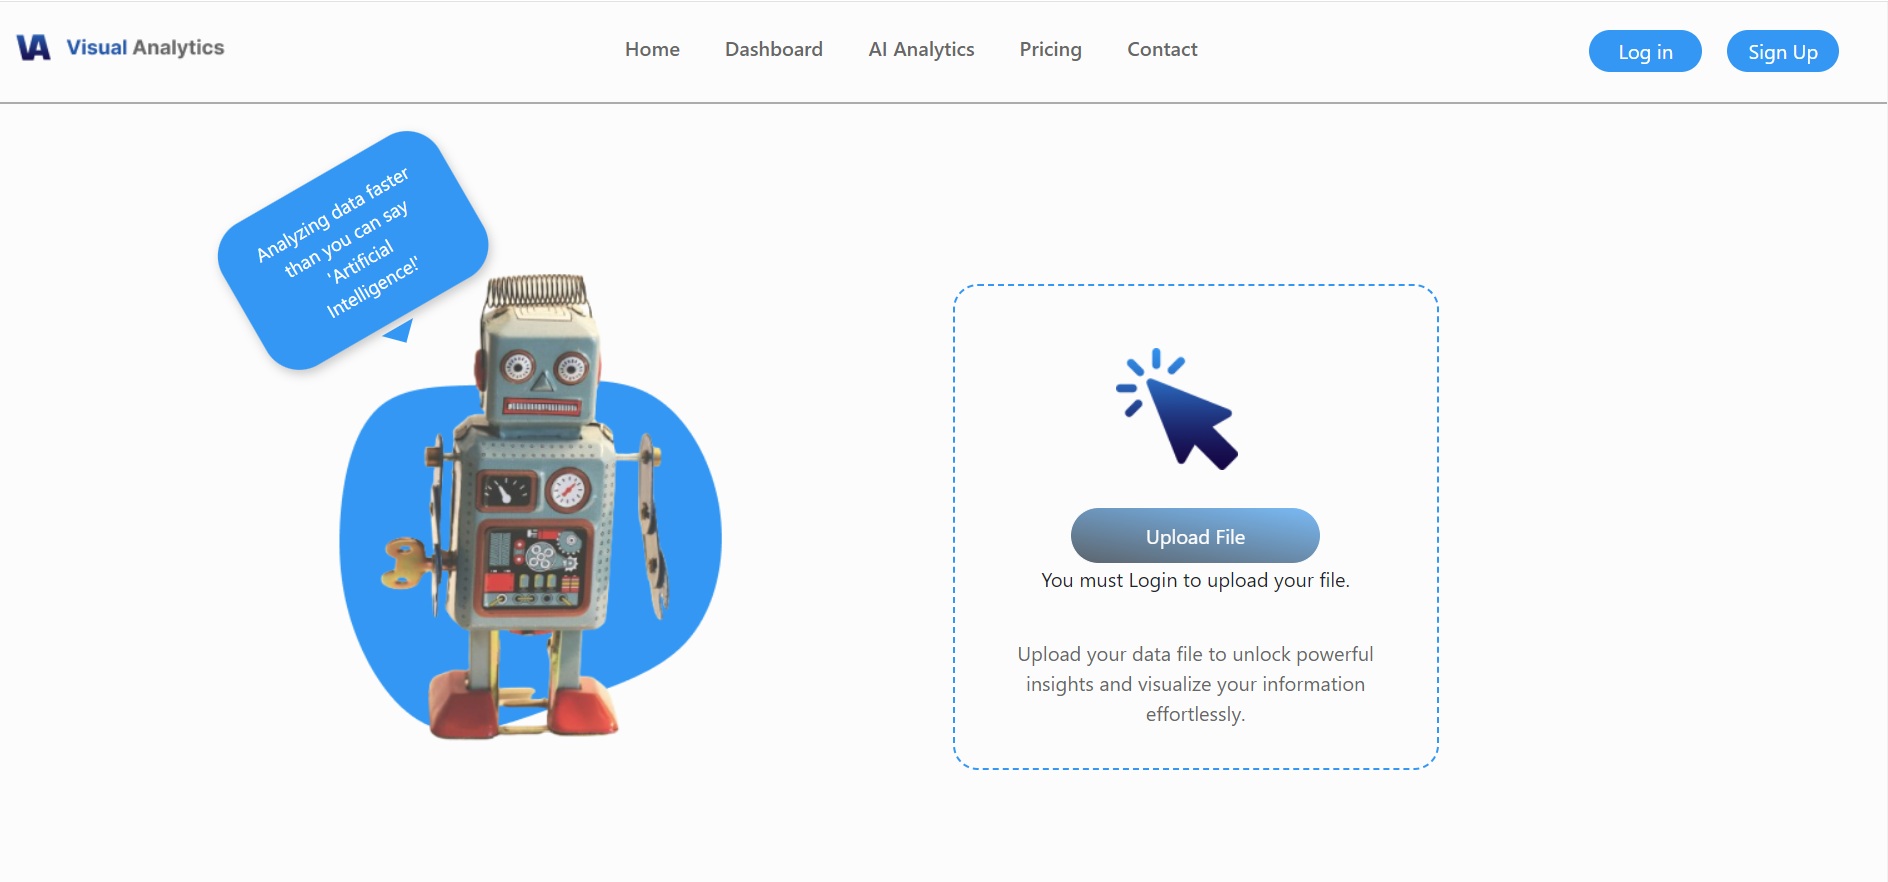 VA Visual Analytics
Home Dashboard AI Analytics Pricing Contact
Log in Sign Up
Analyzing data faster
than you can say
'Artificial
Intelligence!'
Upload File
You must Login to upload your file.
Upload your data file to unlock powerful
insights and visualize your information
effortlessly.